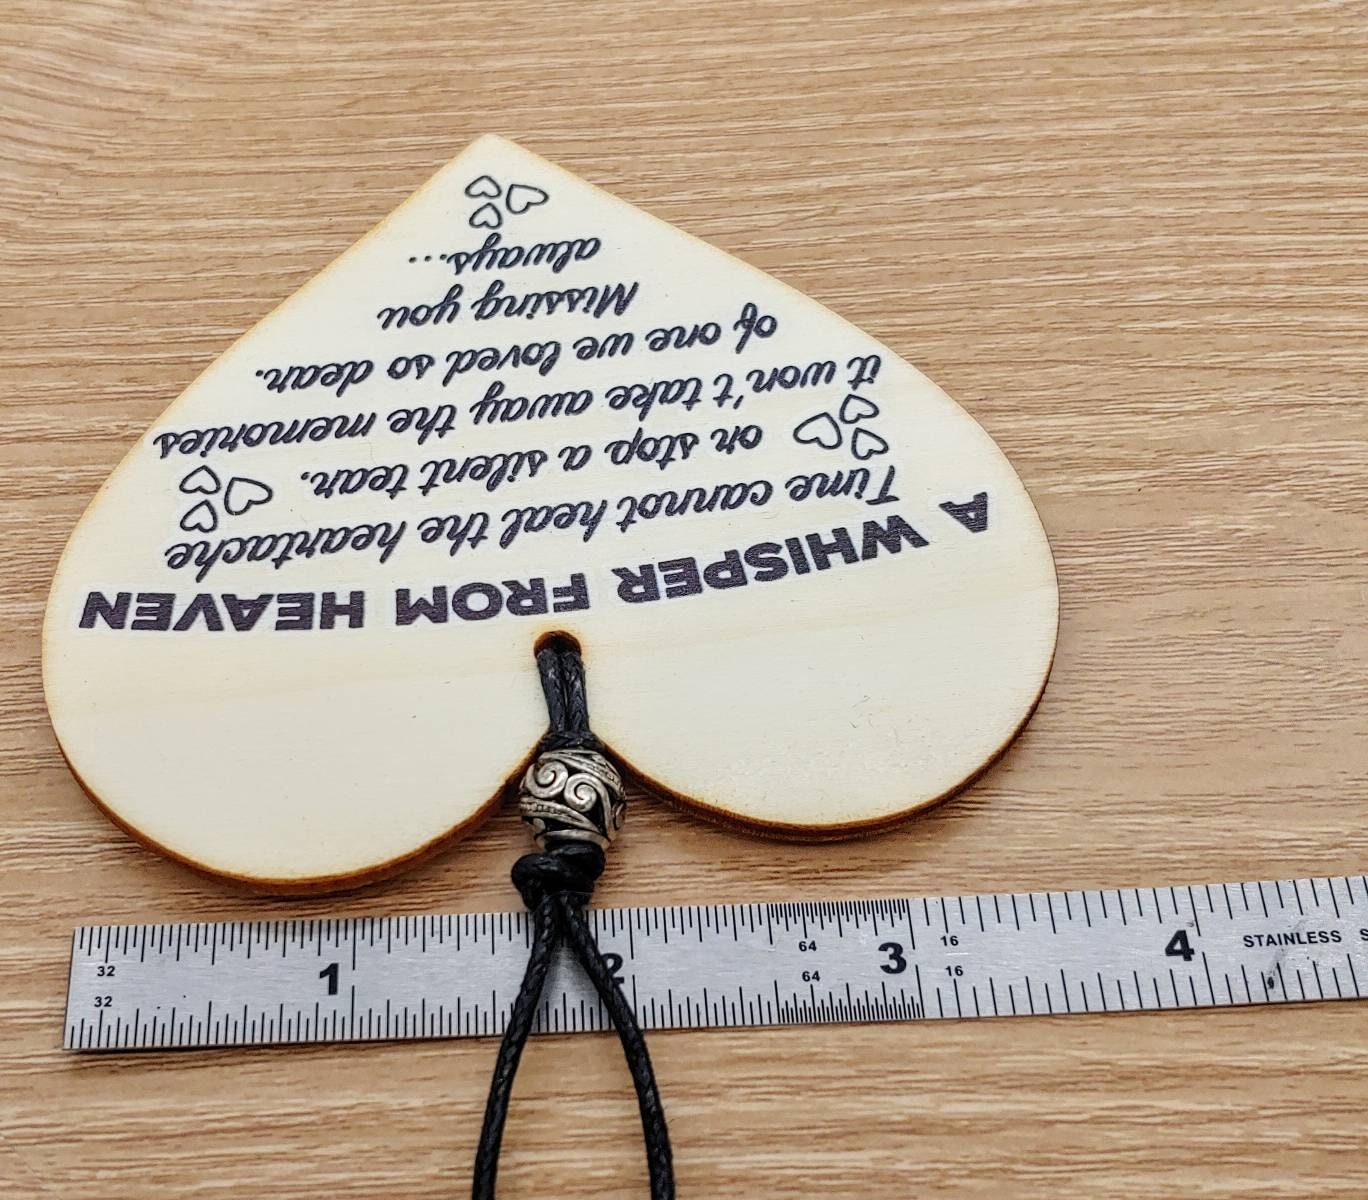 A WHISPER FROM HEAVEN
Time cannot heal the heartache
or stop a silent tear.
it won't take away the memories
of one we loved so dear.
Missing you
always...
32
1
2
64
3
16
4
STAINLESS
32
64
16